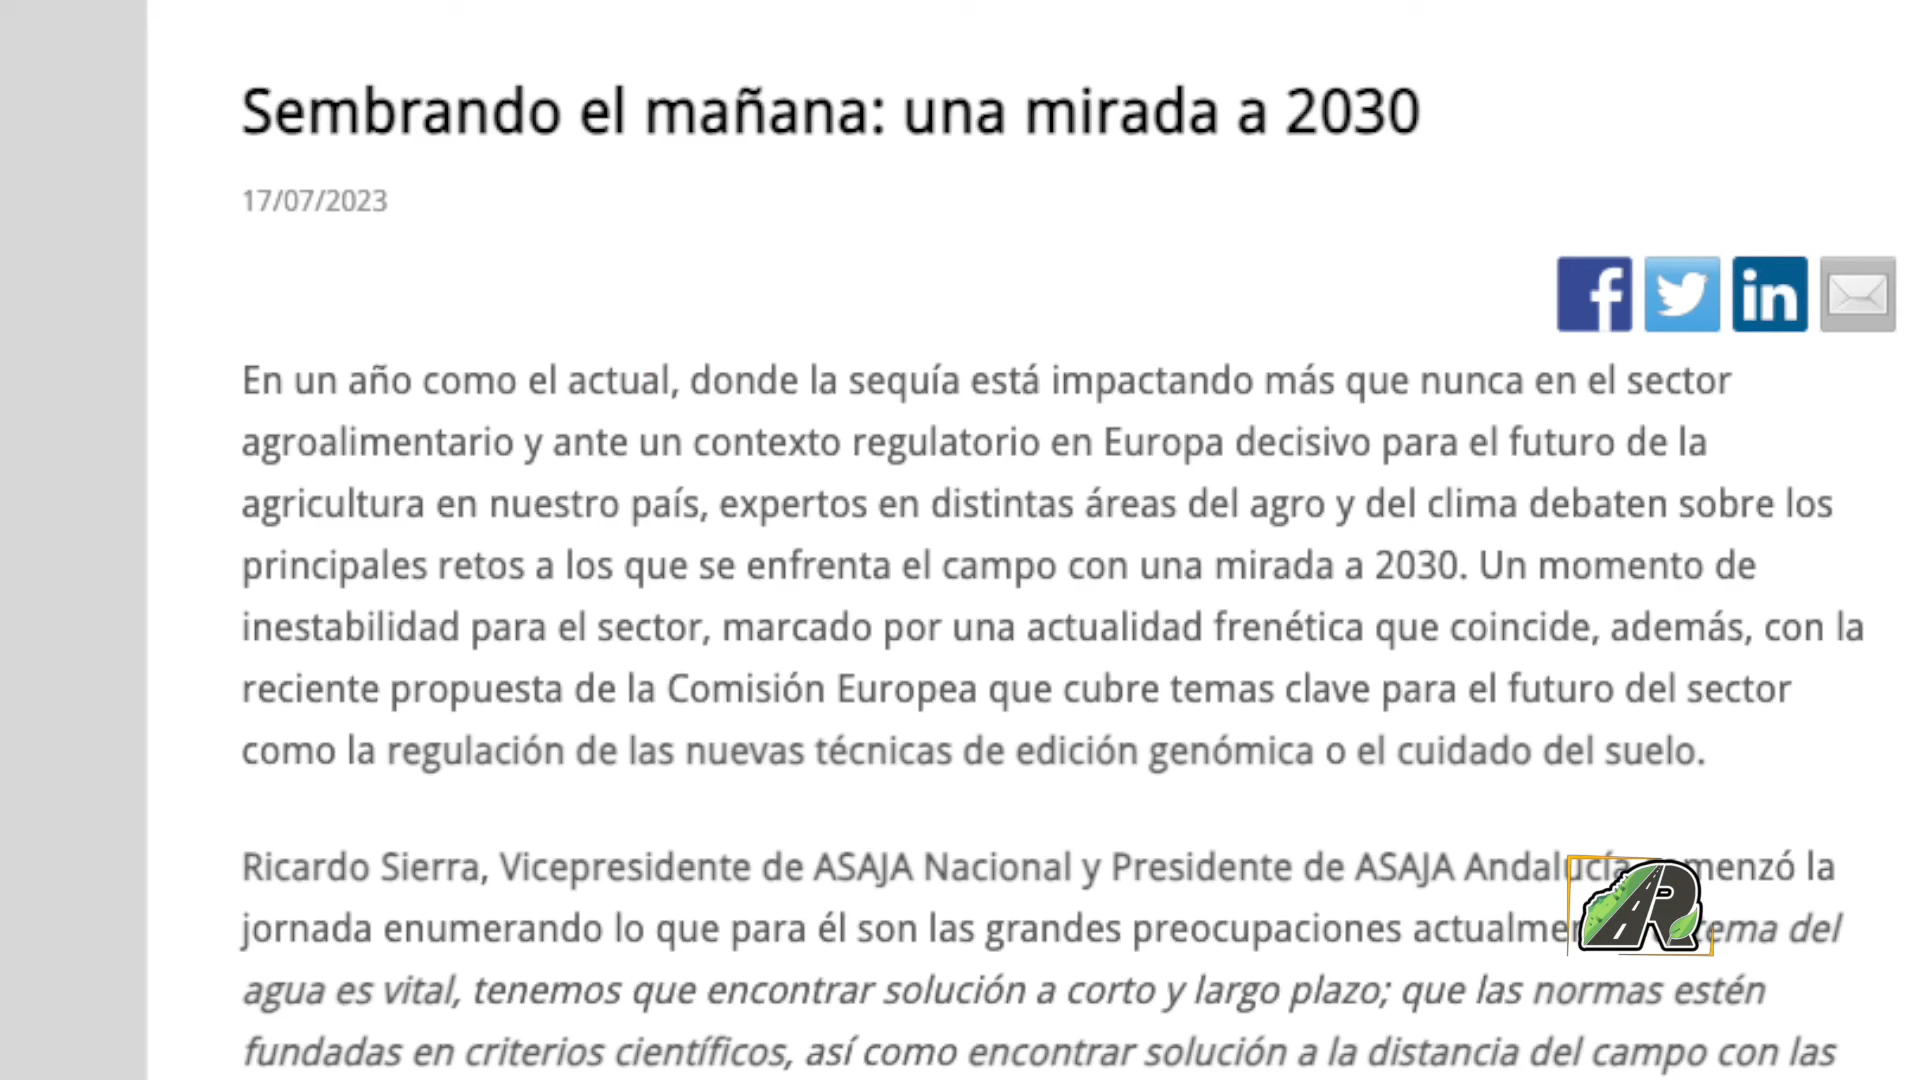 Sembrando el mañana: una mirada a 2030
17/07/2023
En un año como el actual, donde la sequía está impactando más que nunca en el sector
agroalimentario y ante un contexto regulatorio en Europa decisivo para el futuro de la
agricultura en nuestro país, expertos en distintas áreas del agro y del clima debaten sobre los
principales retos a los que se enfrenta el campo con una mirada a 2030. Un momento de
inestabilidad para el sector, marcado por una actualidad frenética que coincide, además, con la
reciente propuesta de la Comisión Europea que cubre temas clave para el futuro del sector
como la regulación de las nuevas técnicas de edición genómica o el cuidado del suelo.
Ricardo Sierra, Vicepresidente de ASAJA Nacional y Presidente de ASAJA Andalucía menzó la
jornada enumerando lo que para él son las grandes preocupaciones actualme ema del
agua es vital, tenemos que encontrar solución a corto y largo plazo; que las normas estén
fundadas en criterios científicos, así como encontrar solución a la distancia del campo con las